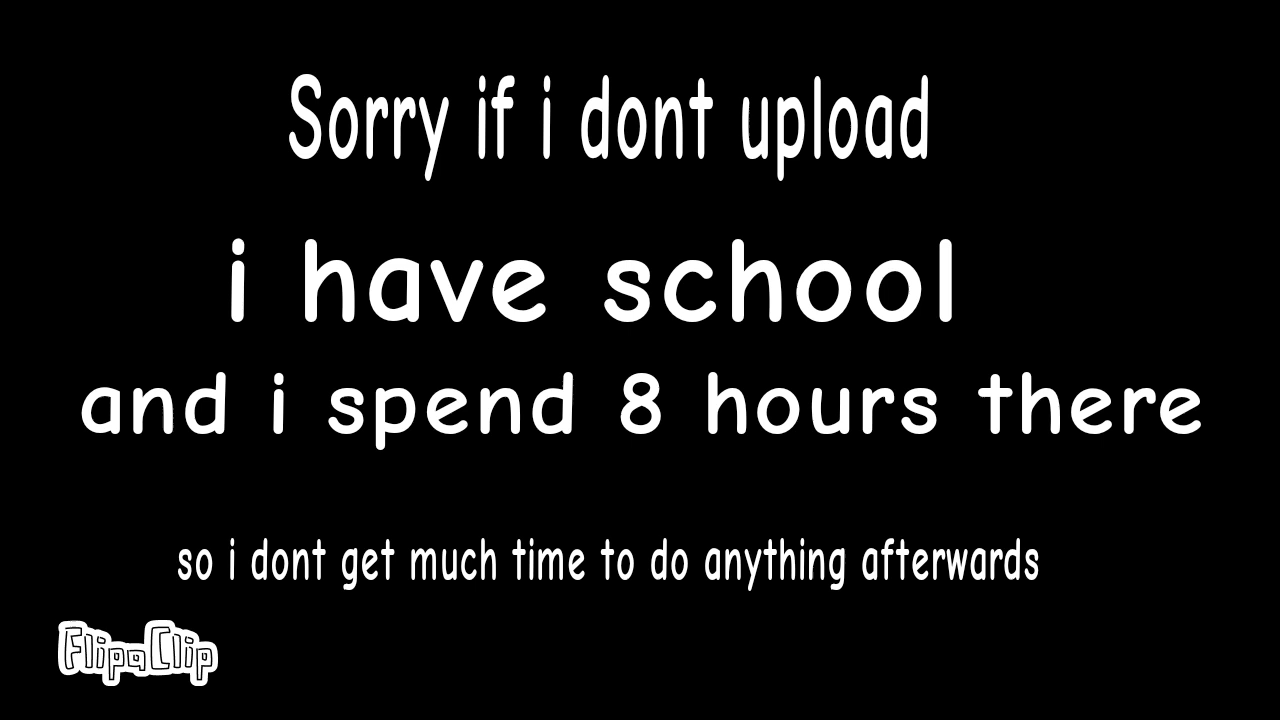 Sorry if i dont upload
i have school
and i spend 8 hours there
so i dont get much time to do anything afterwards
FlipaClip